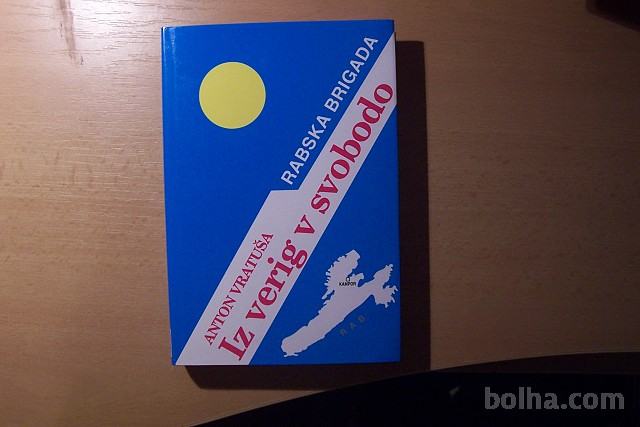 RABSKA BRIGADA
ANTON VRATUŠA
Iz verig v svobodo
KAMPOR
RAB
bolha.com